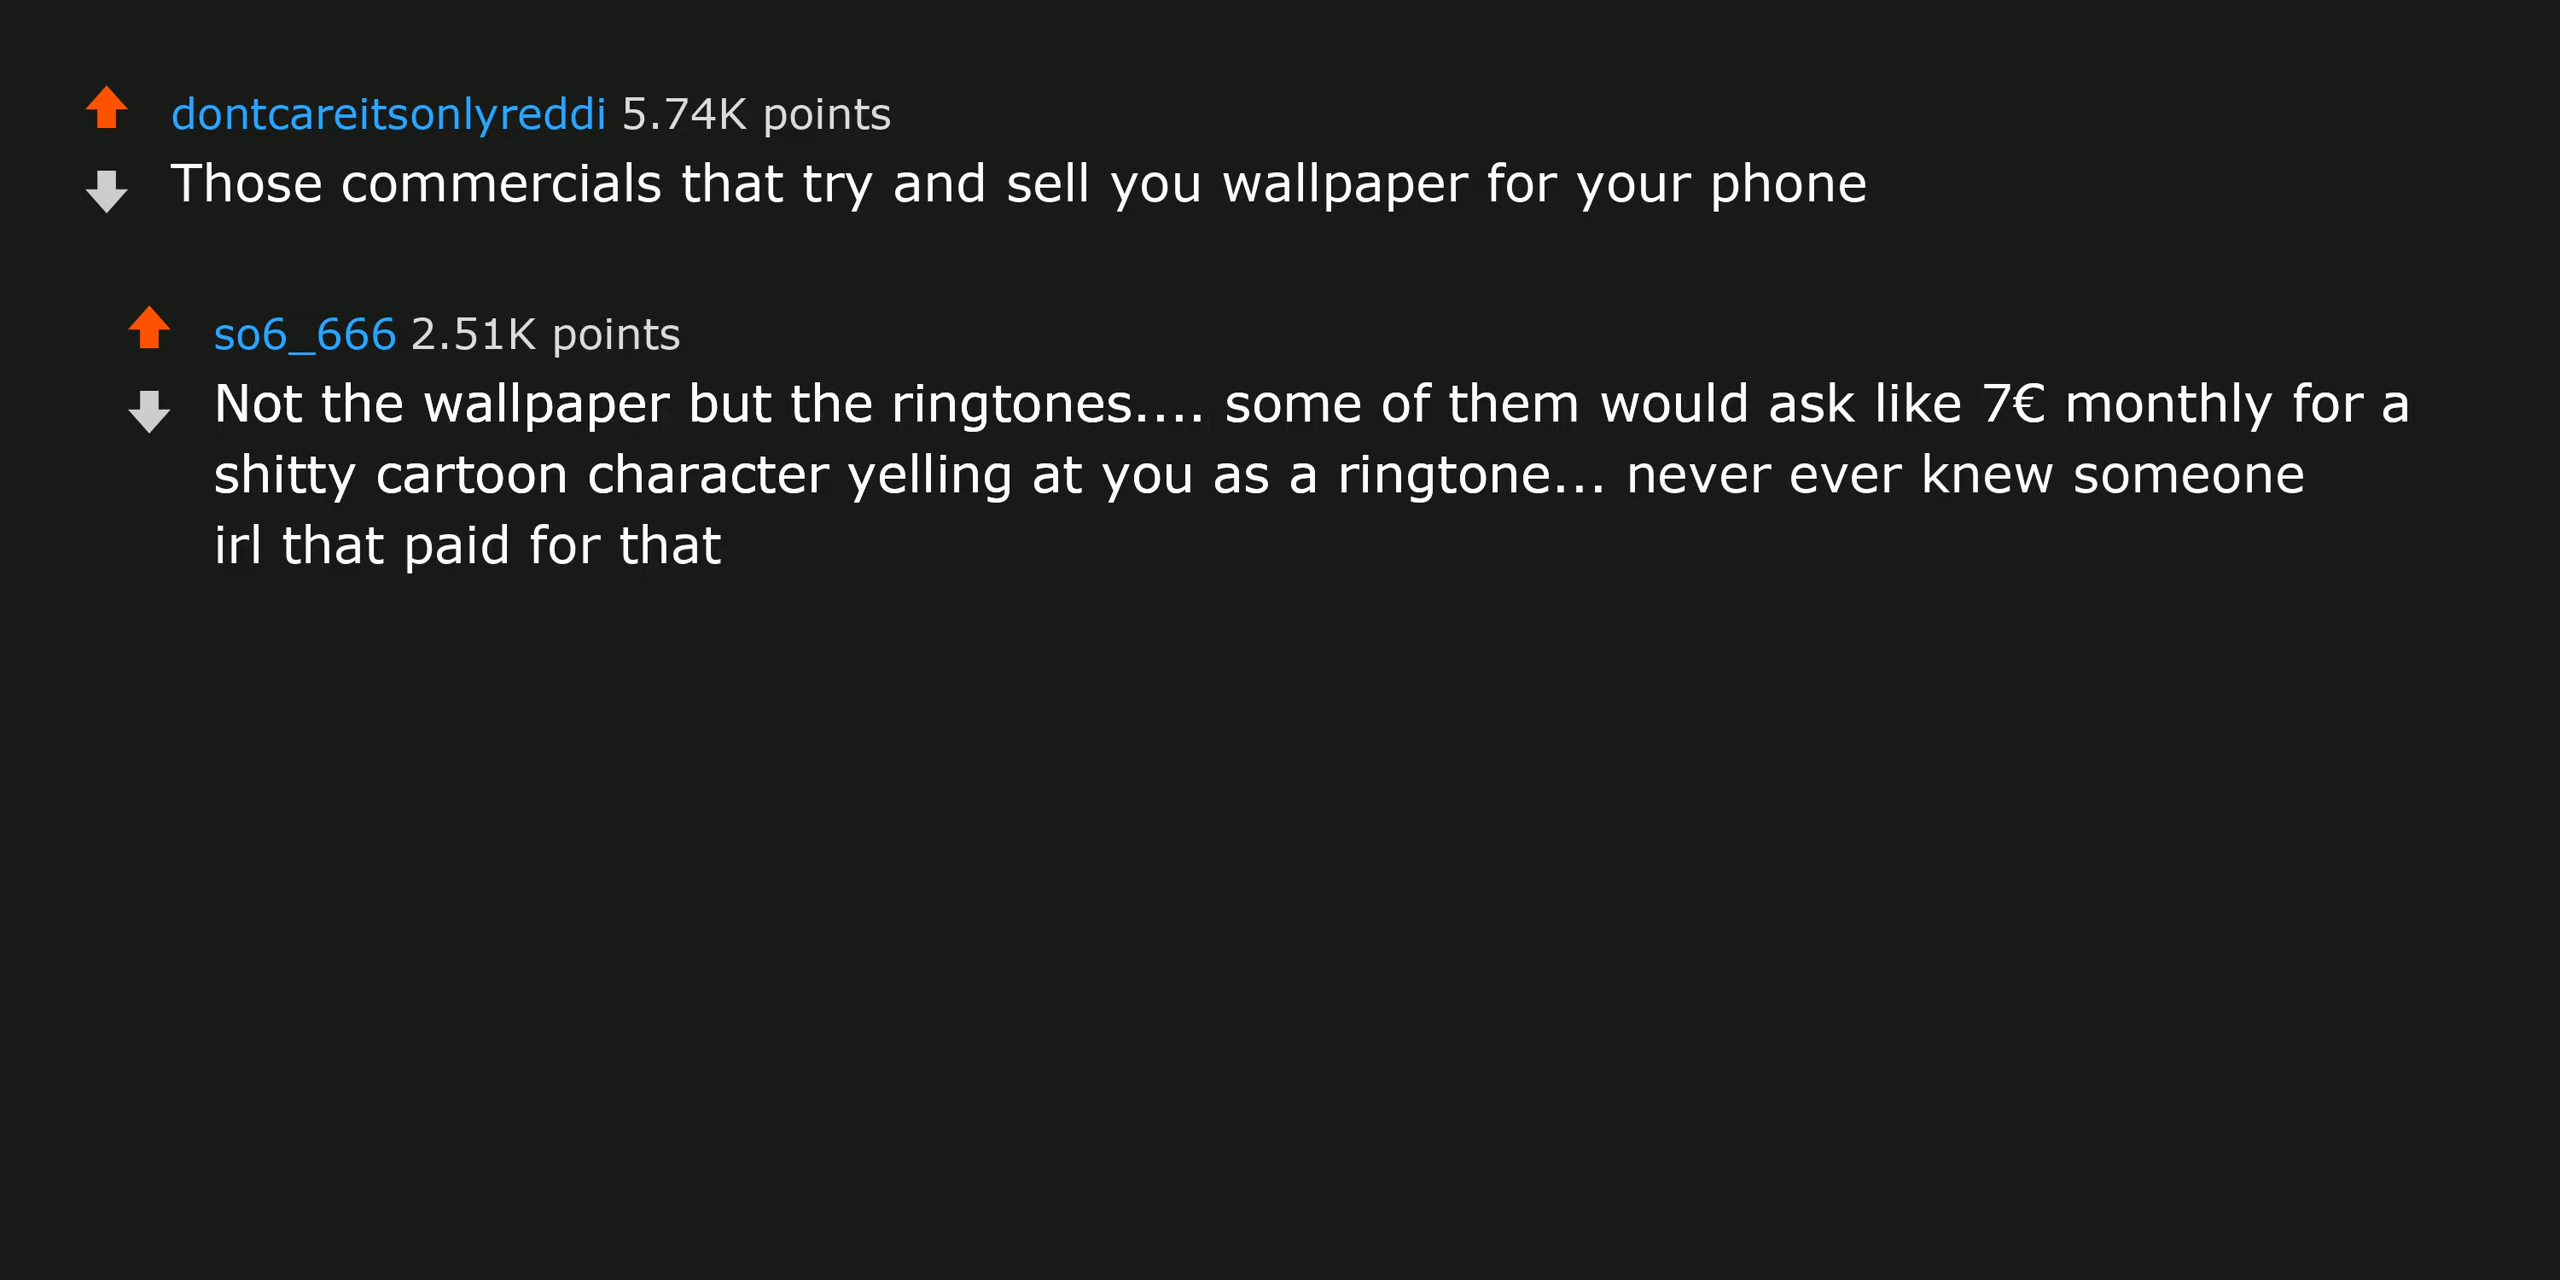 dontcareitsonlyreddi 5.74K points
Those commercials that try and sell you wallpaper for your phone
so6_666 2.51K points
Not the wallpaper but the ringtones.... some of them would ask like 7€ monthly for a
shitty cartoon character yelling at you as a ringtone... never ever knew someone
irl that paid for that